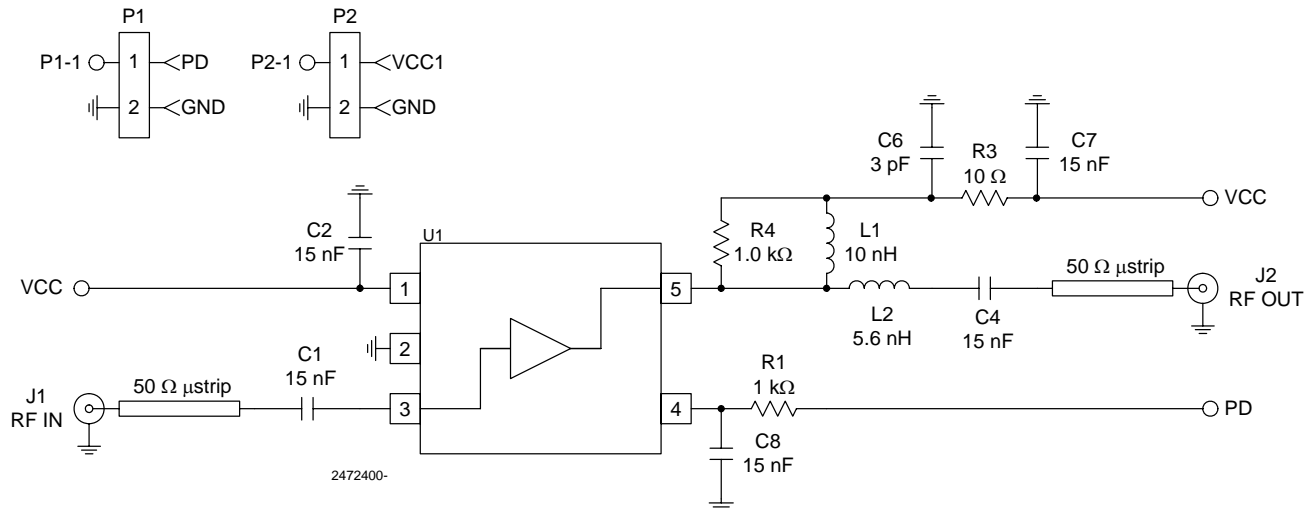 P1
P2
P1-1
1
PD
2
GND
P2-1
1
VCC1
2
GND
C6
3 pF
R3
10 Ω
C7
15 nF
VCC
C2
15 nF
U1
R4
1.0 kΩ
L1
10 nH
VCC
1
5
L2
5.6 nH
C4
15 nF
50 Ω μstrip
J2
RF OUT
2
J1
RF IN
50 Ω μstrip
C1
15 nF
3
4
R1
1 kΩ
PD
C8
15 nF
2472400-